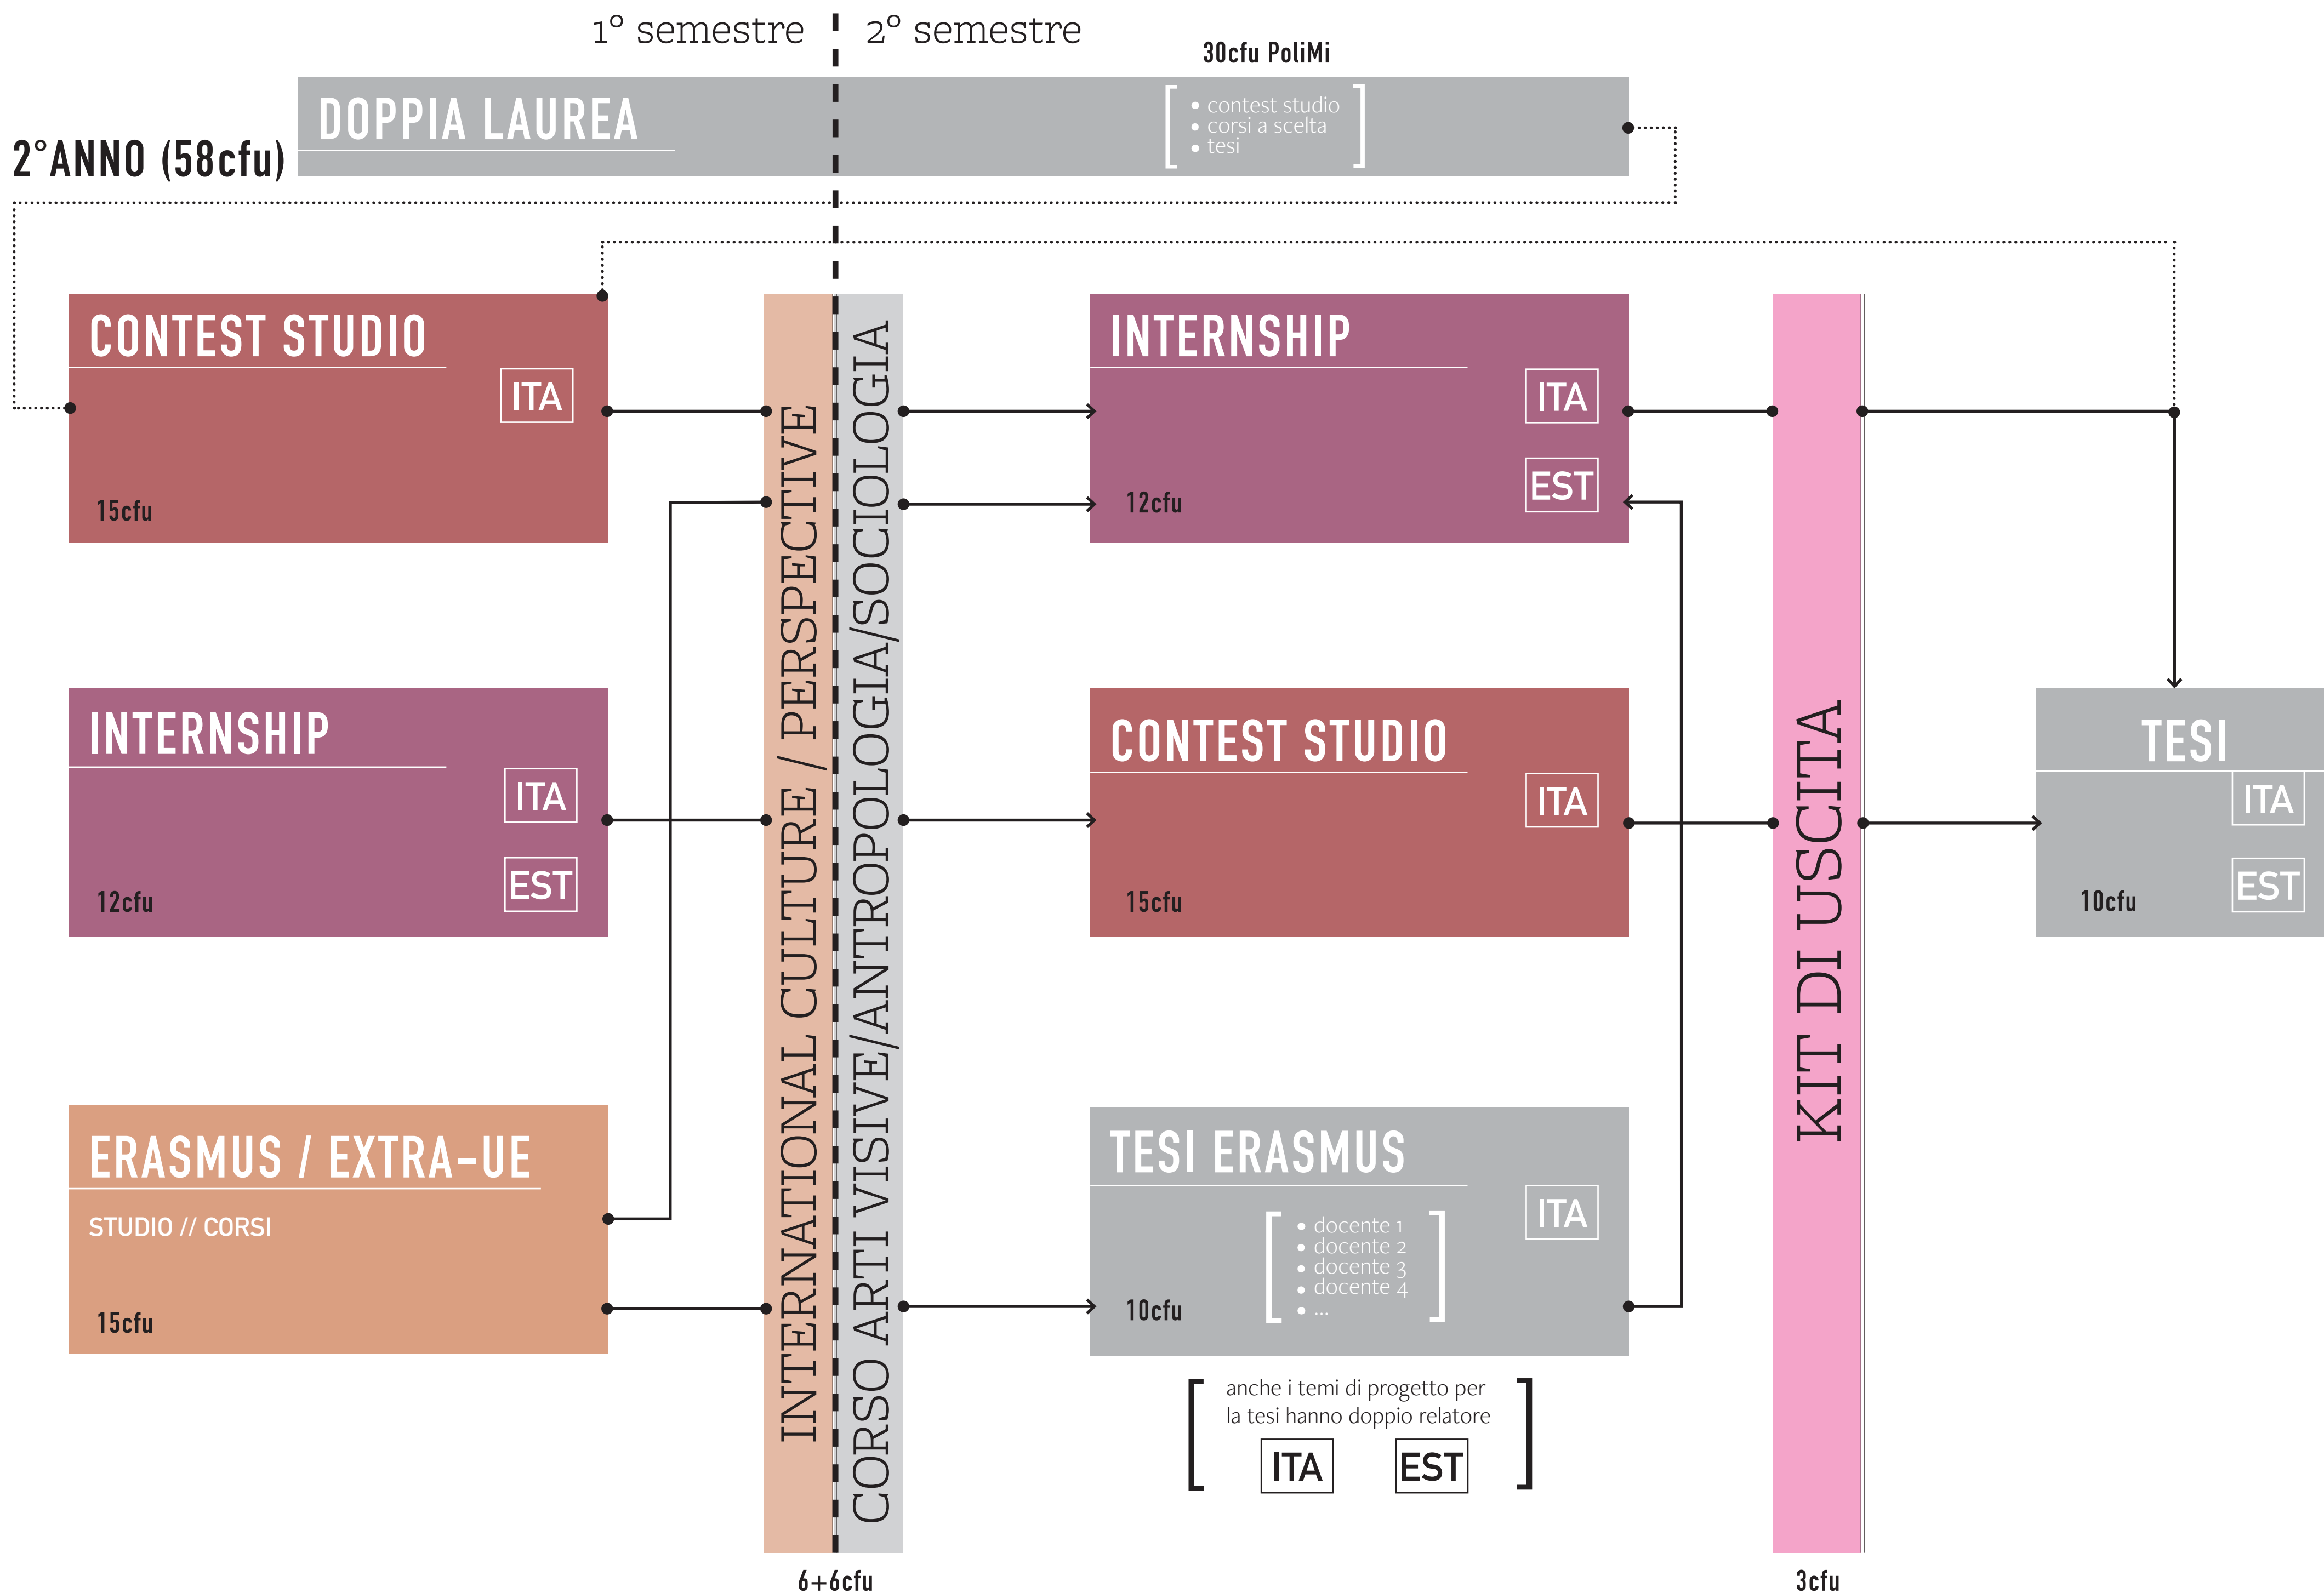 1° semestre
2° semestre
30cfu PoliMi
DOPPIA LAUREA
• contest studio
• corsi a scelta
• tesi
2°ANNO (58cfu)
CONTEST STUDIO
ITA
15cfu
INTERNSHIP
ITA
EST
12cfu
ERASMUS / EXTRA-UE
STUDIO // CORSI
15cfu
INTERNATIONAL CULTURE / PERSPECTIVE
CORSO ARTI VISIVE/ANTROPOLOGIA/SOCIOLOGIA
6+6cfu
INTERNSHIP
ITA
EST
12cfu
CONTEST STUDIO
ITA
15cfu
TESI ERASMUS
ITA
• docente 1
• docente 2
• docente 3
• docente 4
• ...
10cfu
anche i temi di progetto per
la tesi hanno doppio relatore
ITA EST
KIT DI USCITA
3cfu
TESI
ITA
EST
10cfu